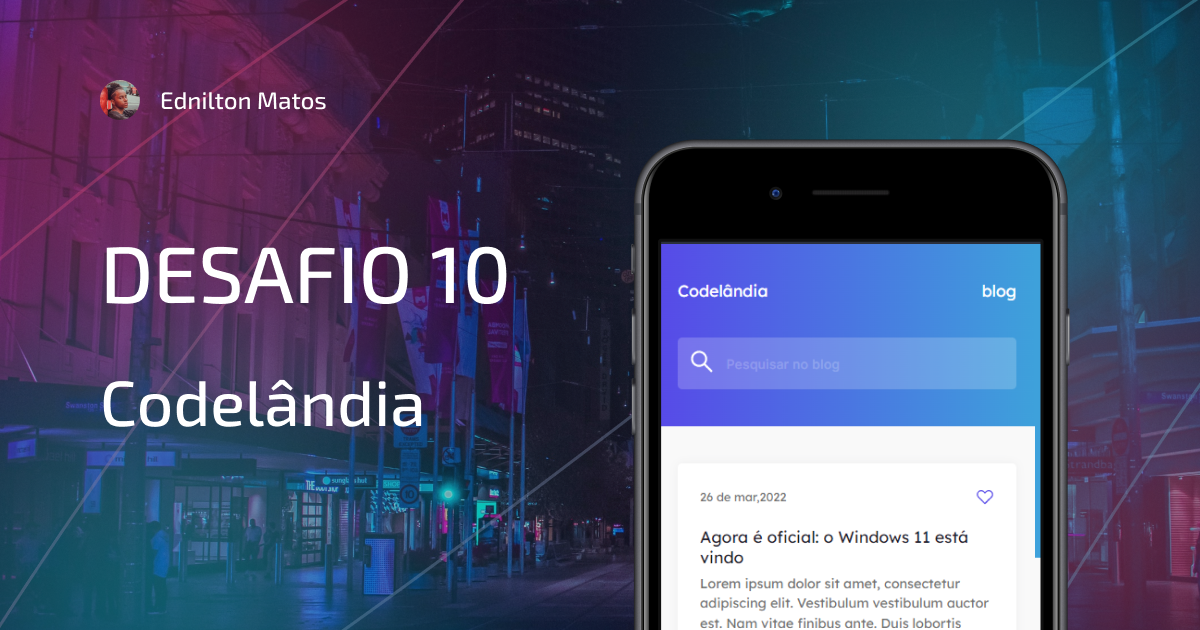 Ednilton Matos
DESAFIO 10
Codelândia
Codelândia
blog
Pesquisar no blog
26 de mar,2022
Agora é oficial: o Windows 11 está
vindo
Lorem ipsum dolor sit amet, consectetur
adipiscing elit. Vestibulum vestibulum auctor
est. Nam vitae finibus ante. Duis lobortis